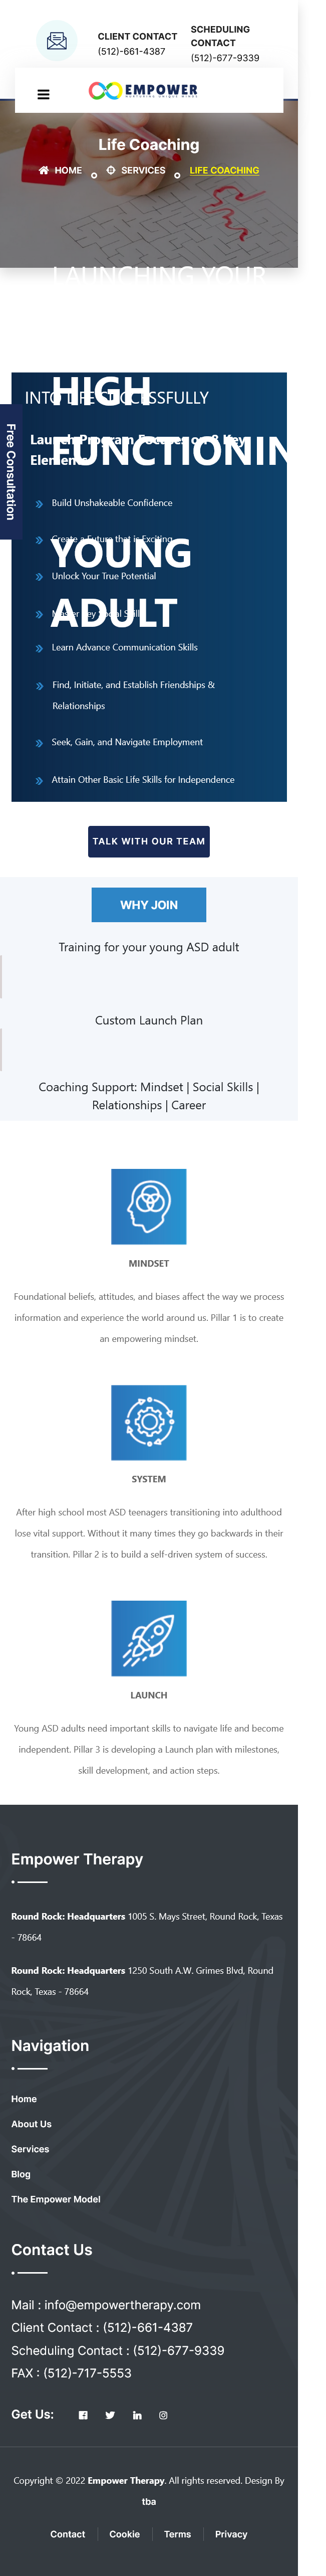 CLIENT CONTACT
(512)-661-4387
SCHEDULING
CONTACT
(512)-677-9339
EMPOWER
Life Coaching
HOME
SERVICES
LIFE COACHING
LAUNCHING YOUR
HIGH
FUNCTIONIN
YOUNG
ADULT
INTO LIFE SUCCESSFULLY
Launch Program Focuses on 8 Key
Elements
Free Consultation
Build Unshakeable Confidence
Create a Future that is Exciting
Unlock Your True Potential
Master Key Social Skills
Learn Advance Communication Skills
Find, Initiate, and Establish Friendships &
Relationships
Seek, Gain, and Navigate Employment
Attain Other Basic Life Skills for Independence
TALK WITH OUR TEAM
WHY JOIN
Training for your young ASD adult
Custom Launch Plan
Coaching Support: Mindset | Social Skills |
Relationships | Career
MINDSET
Foundational beliefs, attitudes, and biases affect the way we process
information and experience the world around us. Pillar 1 is to create
an empowering mindset.
SYSTEM
After high school most ASD teenagers transitioning into adulthood
lose vital support. Without it many times they go backwards in their
transition. Pillar 2 is to build a self-driven system of success.
LAUNCH
Young ASD adults need important skills to navigate life and become
independent. Pillar 3 is developing a Launch plan with milestones,
skill development, and action steps.
Empower Therapy
Round Rock: Headquarters 1005 S. Mays Street, Round Rock, Texas
- 78664
Round Rock: Headquarters 1250 South A.W. Grimes Blvd, Round
Rock, Texas - 78664
Navigation
Home
About Us
Services
Blog
The Empower Model
Contact Us
Mail : info@empowertherapy.com
Client Contact : (512)-661-4387
Scheduling Contact : (512)-677-9339
FAX : (512)-717-5553
Get Us:
Copyright © 2022 Empower Therapy. All rights reserved. Design By
tba
Contact
Cookie
Terms
Privacy